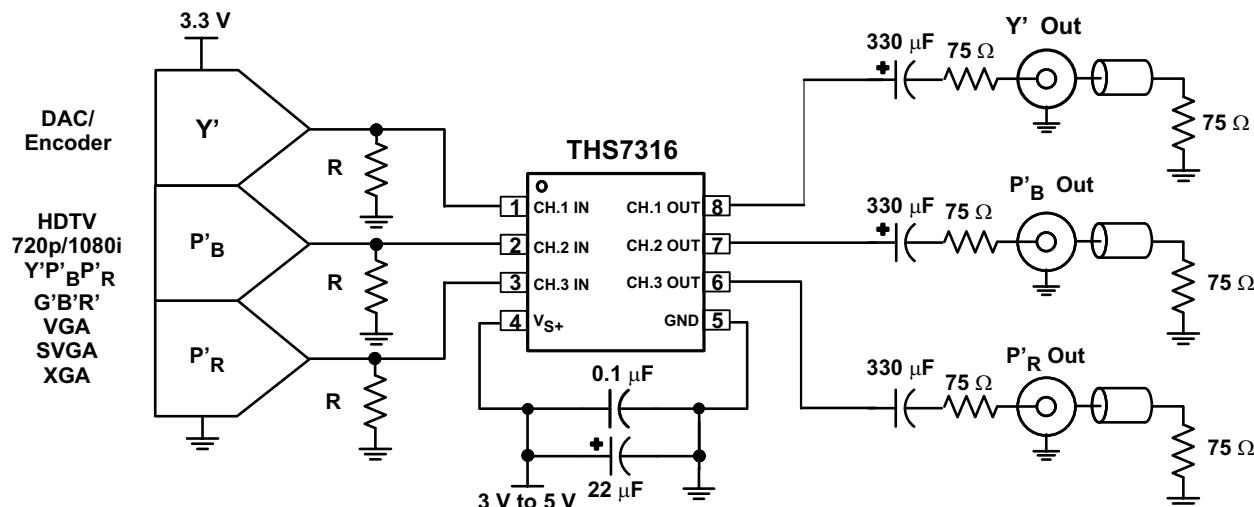 3.3 V
DAC/
Encoder
Y'
R
HDTV
720p/1080i
Y'P'BP'R
G'B'R'
VGA
SVGA
XGA
P'B
R
P'R
R
THS7316
1 CH.1 IN CH.1 OUT 8
2 CH.2 IN CH.2 OUT 7
3 CH.3 IN CH.3 OUT 6
4 VS+ GND 5
0.1 μF
+
22 μF
3 V to 5 V
Y' Out
330 μF
+
75 Ω
75 Ω
P'B Out
330 μF
+
75 Ω
75 Ω
P'R Out
330 μF
75 Ω
75 Ω